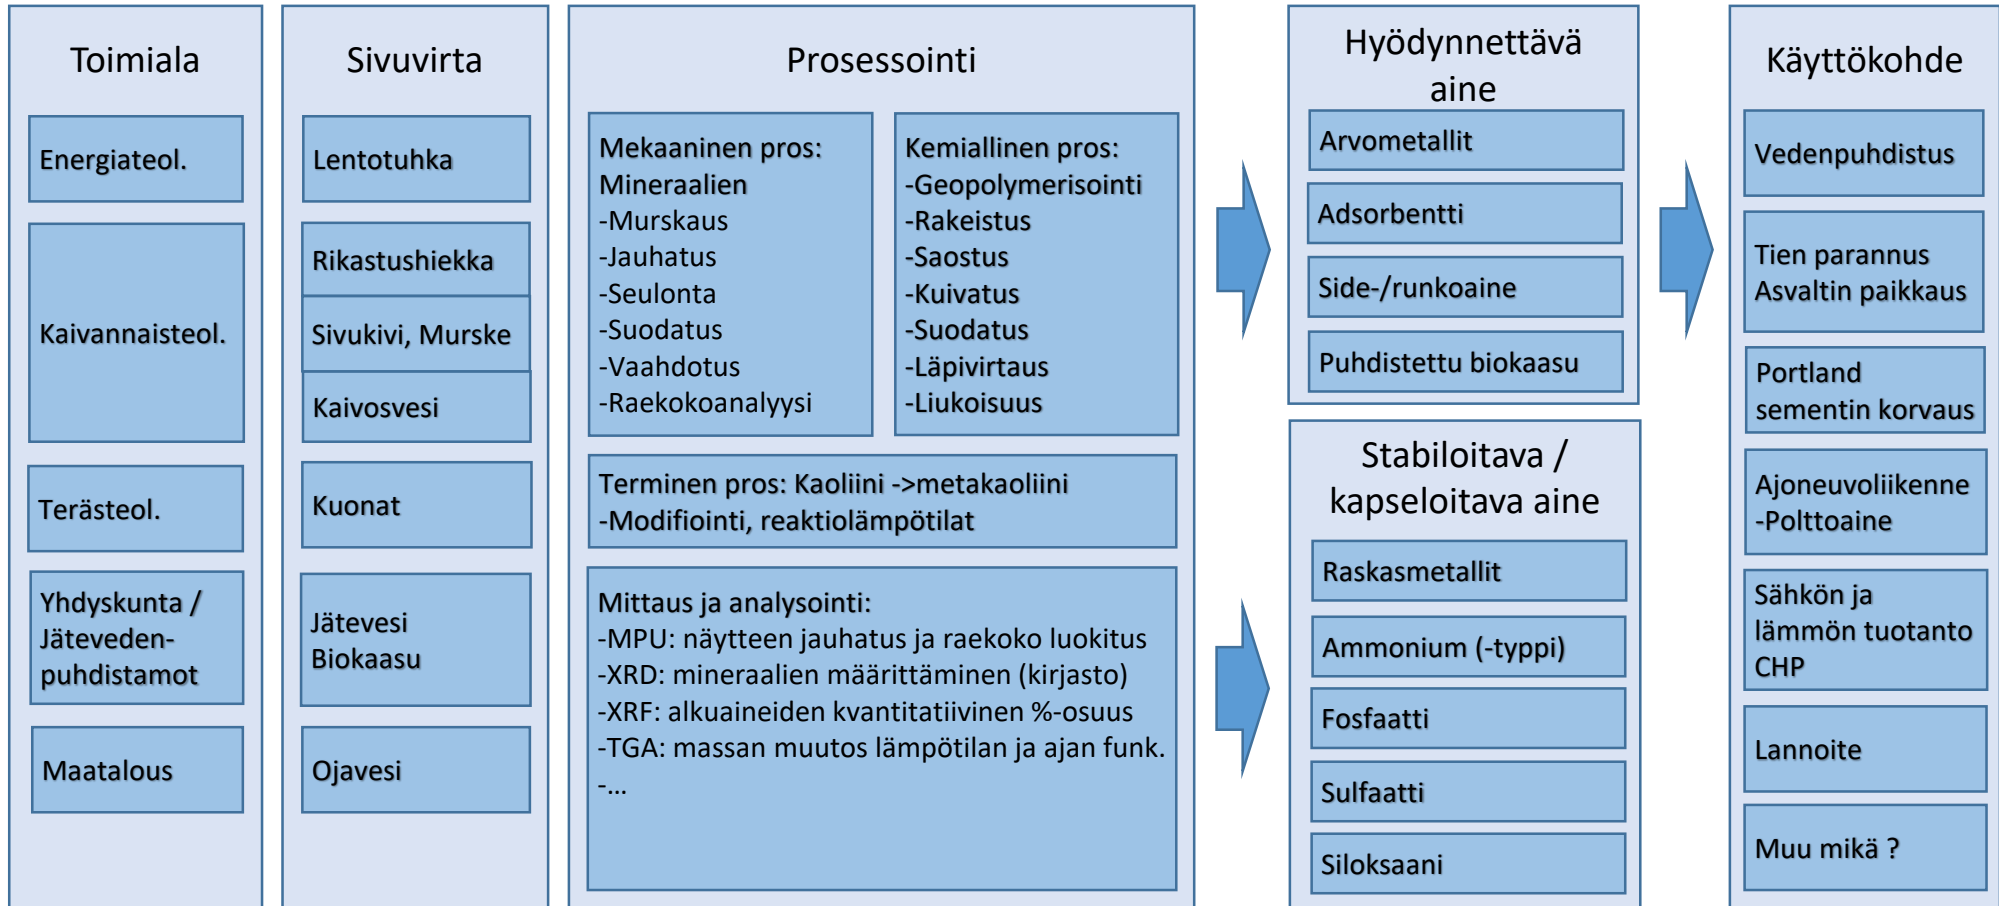 Toimiala
Energiateol.
Kaivannaisteol.
Terästeol.
Yhdyskunta /
Jäteveden-
puhdistamot
Maatalous
Sivuvirta
Lentotuhka
Rikastushiekka
Sivukivi, Murske
Kaivosvesi
Kuonat
Jätevesi
Biokaasu
Ojavesi
Prosessointi
Mekaaninen pros:
Mineraalien
-Murskaus
-Jauhatus
-Seulonta
-Suodatus
-Vaahdotus
-Raekokoanalyysi
Kemiallinen pros:
-Geopolymerisointi
-Rakeistus
-Saostus
-Kuivatus
-Suodatus
-Läpivirtaus
-Liukoisuus
Terminen pros: Kaoliini ->metakaoliini
-Modifiointi, reaktiolämpötilat
Mittaus ja analysointi:
-MPU: näytteen jauhatus ja raekoko luokitus
-XRD: mineraalien määrittäminen (kirjasto)
-XRF: alkuaineiden kvantitatiivinen %-osuus
-TGA: massan muutos lämpötilan ja ajan funk.
-...
Hyödynnettävä
aine
Arvometallit
Adsorbentti
Side-/runkoaine
Puhdistettu biokaasu
Stabiloitava /
kapseloitava aine
Raskasmetallit
Ammonium (-typpi)
Fosfaatti
Sulfaatti
Siloksaani
Käyttökohde
Vedenpuhdistus
Tien parannus
Asvaltin paikkaus
Portland
sementin korvaus
Ajoneuvoliikenne
-Polttoaine
Sähkön ja
lämmön tuotanto
CHP
Lannoite
Muu mikä ?